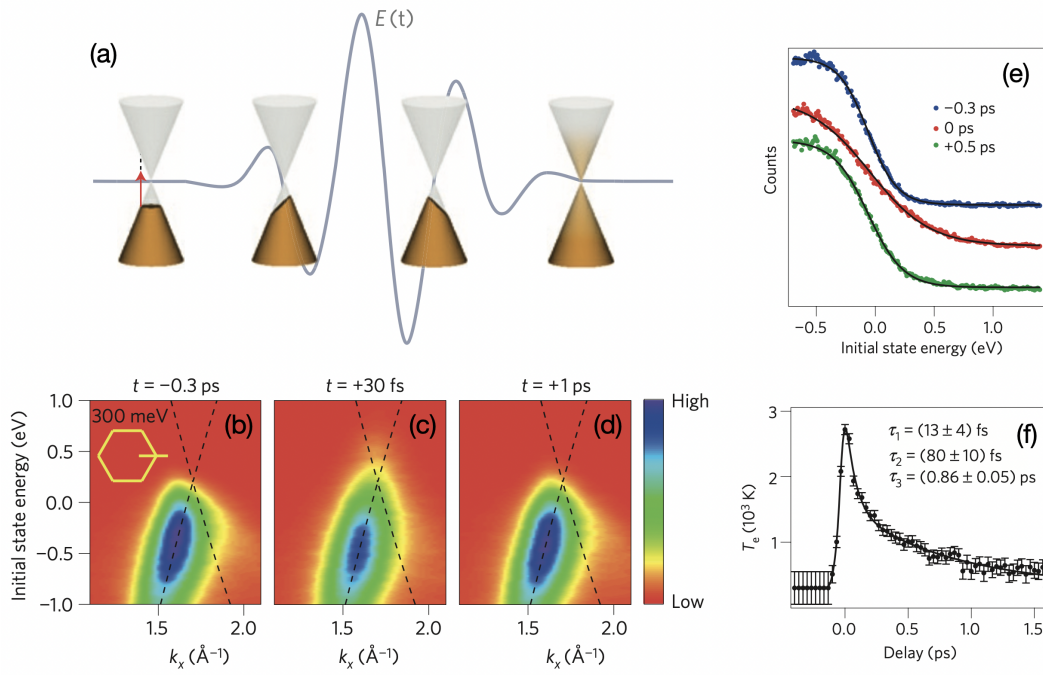 (a)
E (t)
(e)
−0.3 ps
0 ps
+0.5 ps
Counts
−0.5 0.0 0.5 1.0
Initial state energy (eV)
t = −0.3 ps
t = +30 fs
t = +1 ps
300 meV
(b)
(c)
(d)
High
Low
1.0
0.5
0.0
−0.5
−1.0
Initial state energy (eV)
1.5 2.0
1.5 2.0
1.5 2.0
kx (Å−1)
kx (Å−1)
kx (Å−1)
(f)
τ1 = (13 ± 4) fs
τ2 = (80 ± 10) fs
τ3 = (0.86 ± 0.05) ps
3
2
1
Te (10³ K)
0.0 0.5 1.0 1.5
Delay (ps)